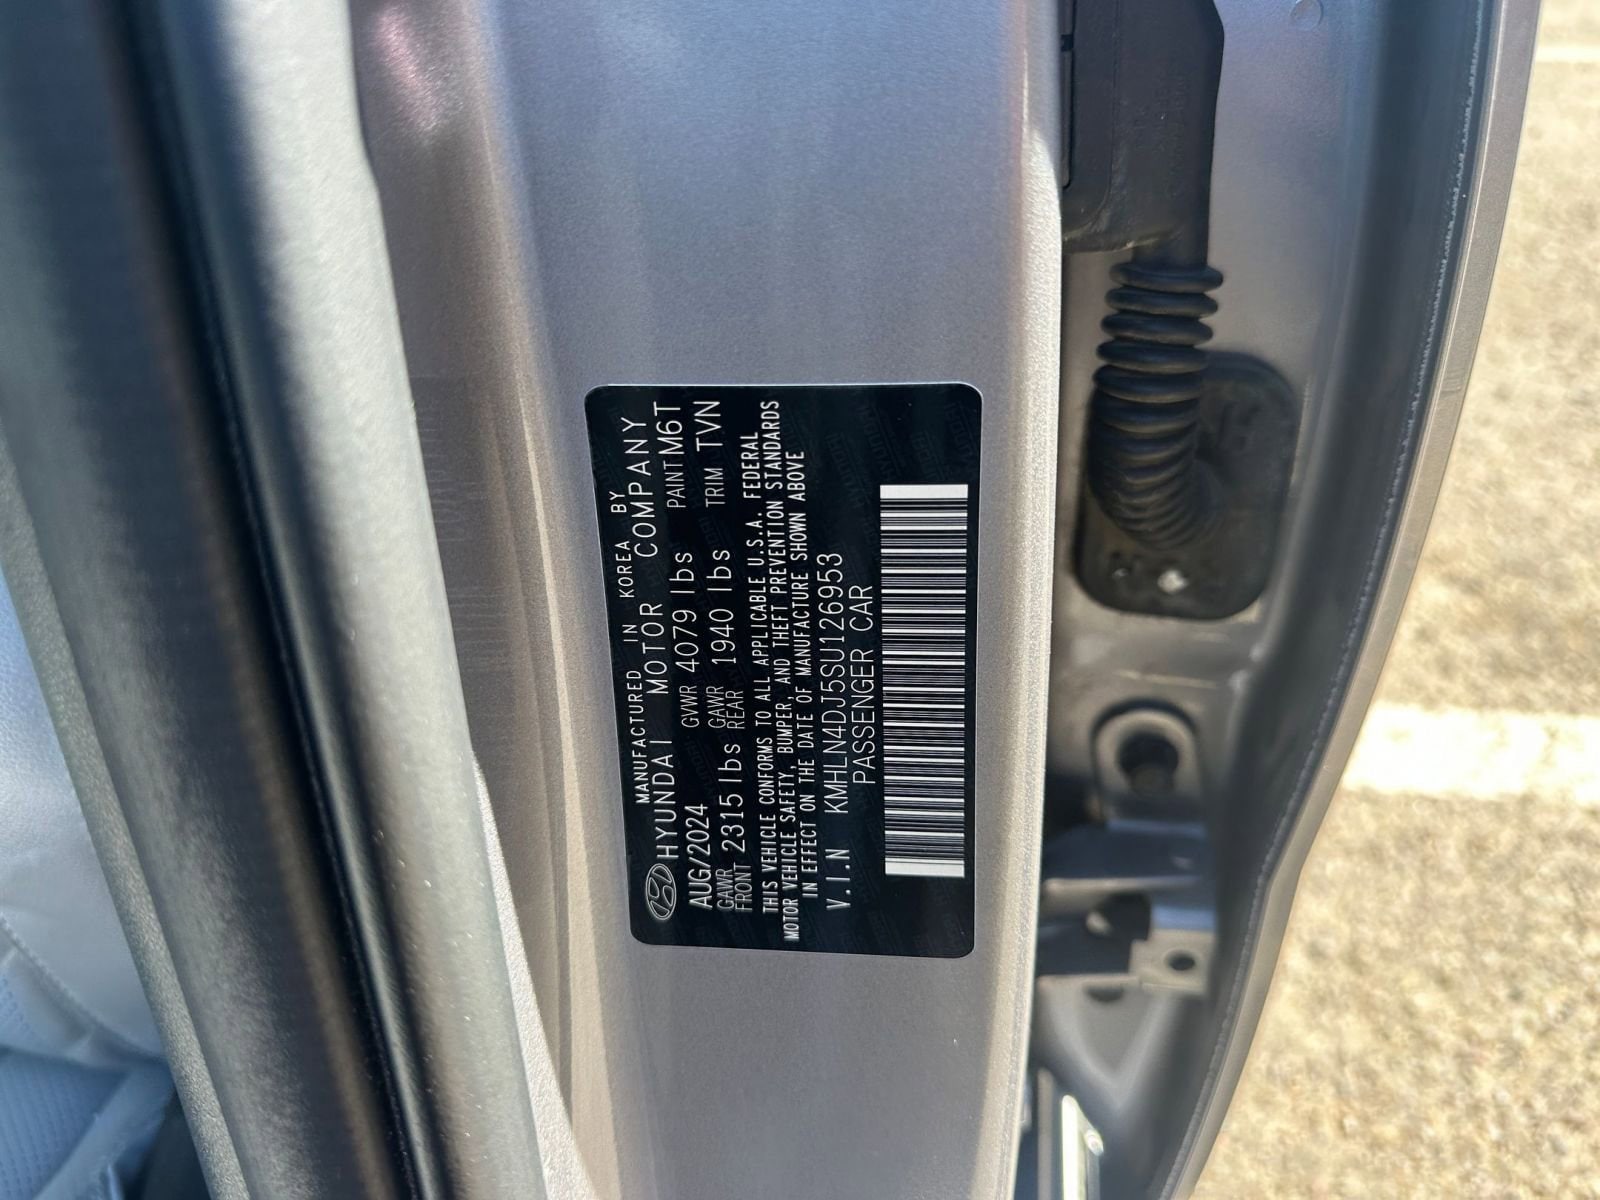 MANUFACTURED IN KOREA BY
HYUNDAI MOTOR COMPANY
AUG/2024 GVWR 4079 lbs PAINT M6T
GAWR FRONT 2315 lbs GAWR REAR 1940 lbs TRIM TVN
THIS VEHICLE CONFORMS TO ALL APPLICABLE U.S.A. FEDERAL
MOTOR VEHICLE SAFETY, BUMPER, AND THEFT PREVENTION STANDARDS
IN EFFECT ON THE DATE OF MANUFACTURE SHOWN ABOVE
V.I.N KMHLN4DJ5SU126953
PASSENGER CAR